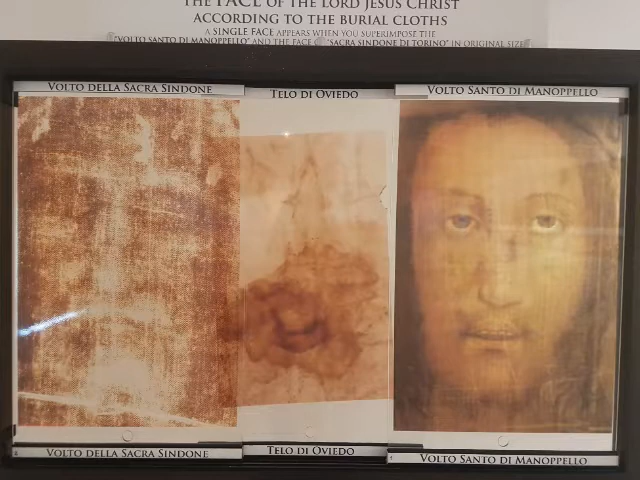 THE FACE OF THE LORD JESUS CHRIST
ACCORDING TO THE BURIAL CLOTHS
A SINGLE FACE APPEARS WHEN YOU SUPERIMPOSE THE
"VOLTO SANTO DI MANOPPELLO" AND THE FACE "SACRA SINDONE DI TORINO" IN ORIGINAL SIZE
VOLTO DELLA SACRA SINDONE
TELO DI OVIEDO
VOLTO SANTO DI MANOPPELLO
VOLTO DELLA SACRA SINDONE
TELO DI OVIEDO
VOLTO SANTO DI MANOPPELLO